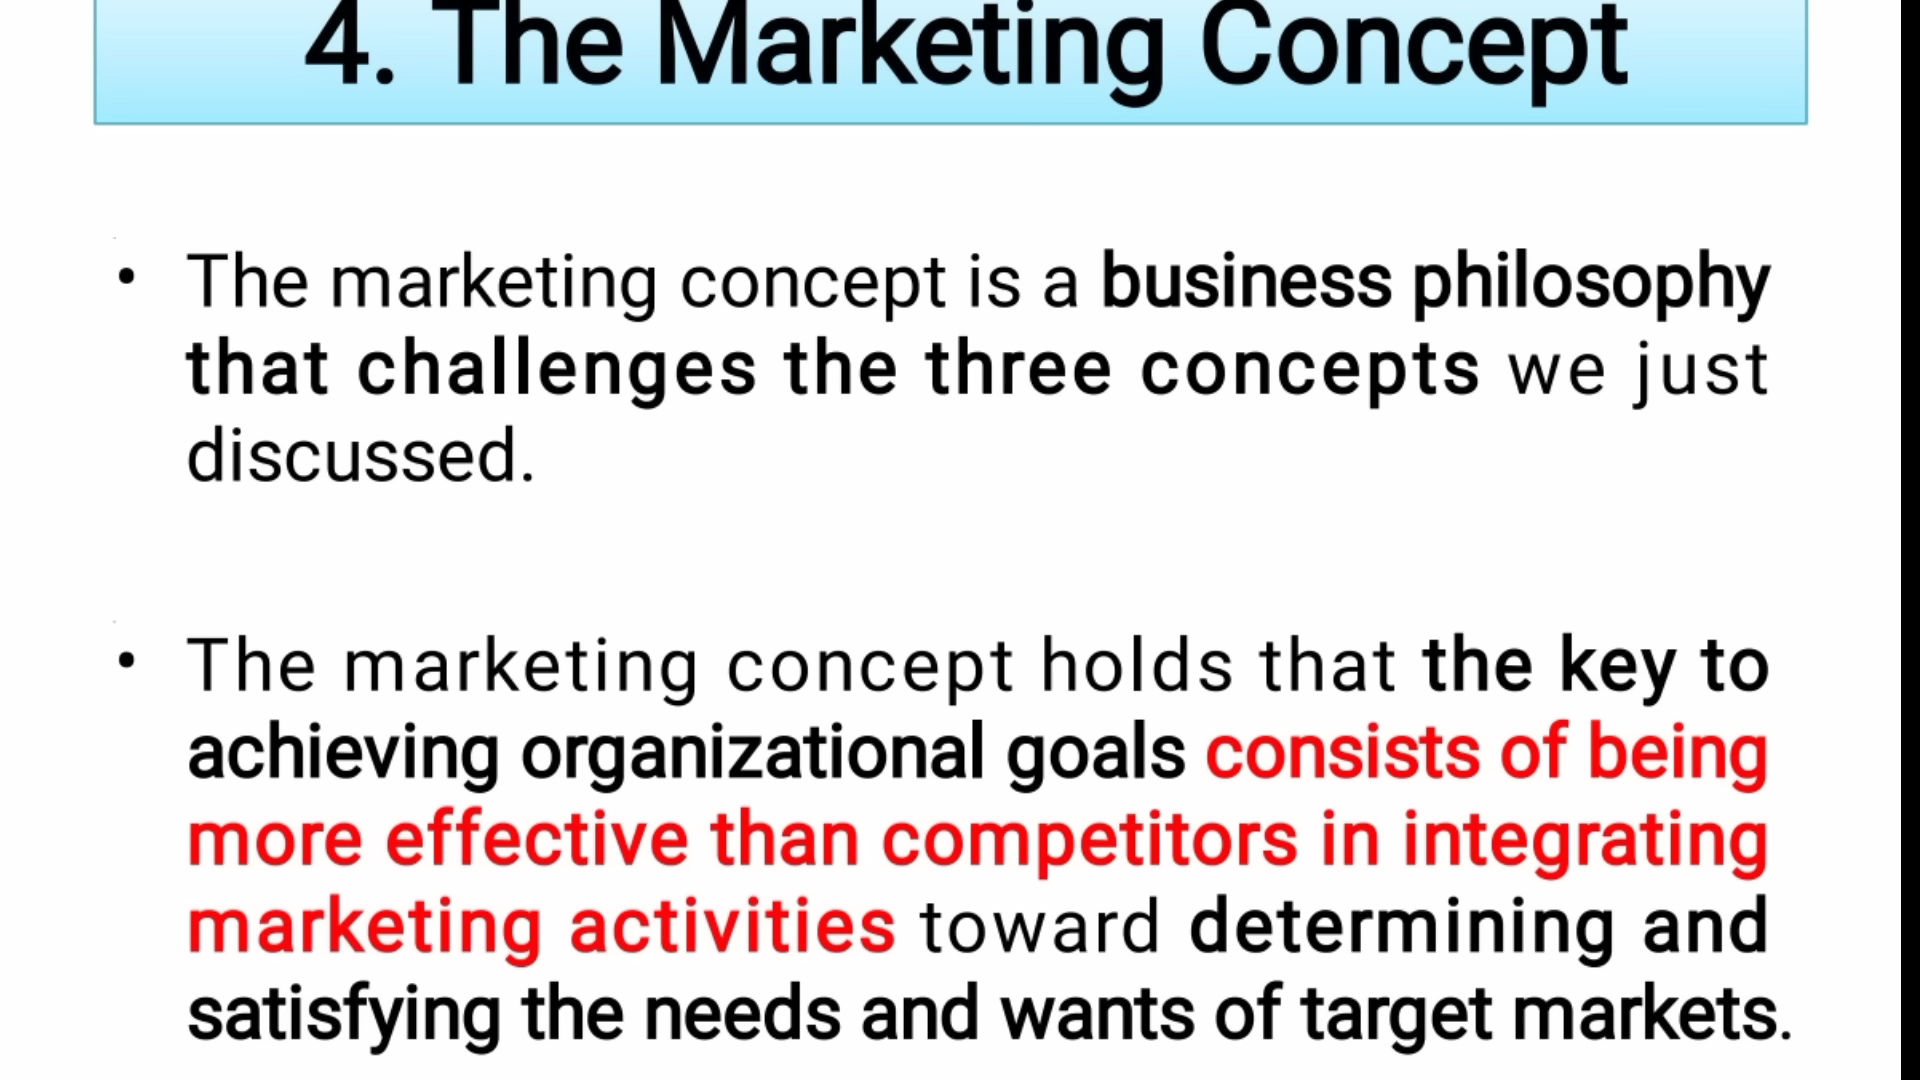 4. The Marketing Concept
• The marketing concept is a business philosophy
that challenges the three concepts we just
discussed.
• The marketing concept holds that the key to
achieving organizational goals consists of being
more effective than competitors in integrating
marketing activities toward determining and
satisfying the needs and wants of target markets.